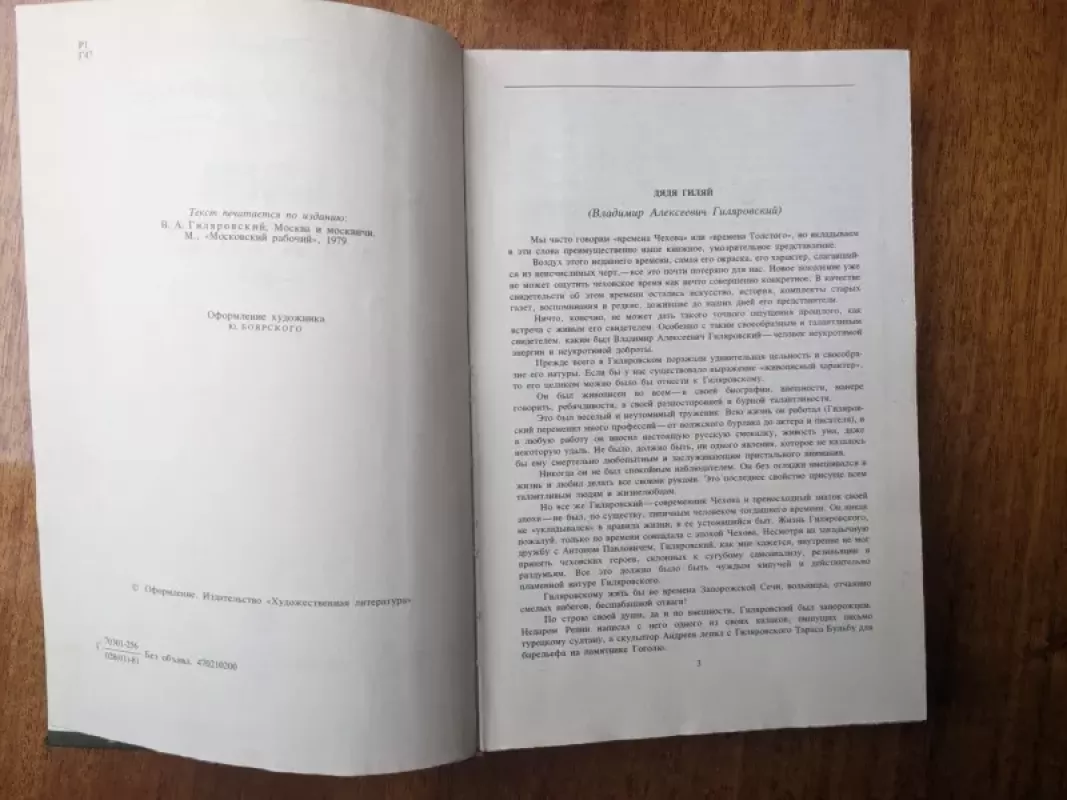 Р1
Г47
Текст печатается по изданию:
В. А. Гиляровский, Москва и москвичи.
М., «Московский рабочий», 1979
Оформление художника
Ю. БОЯРСКОГО
© Оформление. Издательство «Художественная литература»
Г 70301-256
028(01)-81 Без объявл. 470210200
ДЯДЯ ГИЛЯЙ
(Владимир Алексеевич Гиляровский)
Мы часто говорим «времена Чехова» или «времена Толстого», но вкладываем
в эти слова преимущественно наше книжное, умозрительное представление.
Воздух этого недавнего времени, самая его окраска, его характер, слагавший-
ся из неисчислимых черт,—все это почти потеряно для нас. Новое поколение уже
не может ощутить чеховское время как нечто совершенно конкретное. В качестве
свидетельств об этом времени остались искусство, история, комплекты старых
газет, воспоминания и редкие, дожившие до наших дней его представители.
Ничто, конечно, не может дать такого точного ощущения прошлого, как
встреча с живым его свидетелем. Особенно с таким своеобразным и талантливым
свидетелем, каким был Владимир Алексеевич Гиляровский—человек неукротимой
энергии и неукротимой доброты.
Прежде всего в Гиляровском поражали удивительная цельность и своеобра-
зие его натуры. Если бы у нас существовало выражение «живописный характер»,
то его целиком можно было бы отнести к Гиляровскому.
Он был живописен во всем—в своей биографии, внешности, манере
говорить, ребячливости, в своей разносторонней и бурной талантливости.
Это был веселый и неутомимый труженик. Всю жизнь он работал (Гиляров-
ский переменил много профессий—от волжского бурлака до актера и писателя), и
в любую работу он вносил настоящую русскую смекалку, живость ума, даже
некоторую удаль. Не было, должно быть, ни одного явления, которое не казалось
бы ему смертельно любопытным и заслуживающим пристального внимания.
Никогда он не был спокойным наблюдателем. Он без оглядки вмешивался в
жизнь и любил делать все своими руками. Это последнее свойство присуще всем
талантливым людям и жизнелюбцам.
Но все же Гиляровский—современник Чехова и превосходный знаток своей
эпохи—не был, по существу, типичным человеком тогдашнего времени. Он никак
не «укладывался» в правила жизни, в ее устоявшийся быт. Жизнь Гиляровского,
пожалуй, только по времени совпадала с эпохой Чехова. Несмотря на закадычную
дружбу с Антоном Павловичем, Гиляровский, как мне кажется, внутренне не мог
принять чеховских героев, склонных к сугубому самоанализу, резиньяции и
раздумьям. Все это должно было быть чуждым кипучей и действительно
пламенной натуре Гиляровского.
Гиляровскому жить бы во времена Запорожской Сечи, вольницы, отчаянно
смелых набегов, бесшабашной отваги!
По строю своей души, да и по внешности, Гиляровский был запорожцем.
Недаром Репин написал с него одного из своих казаков, пишущих письмо
турецкому султану, а скульптор Андреев лепил с Гиляровского Тараса Бульбу для
барельефа на памятнике Гоголю.
3